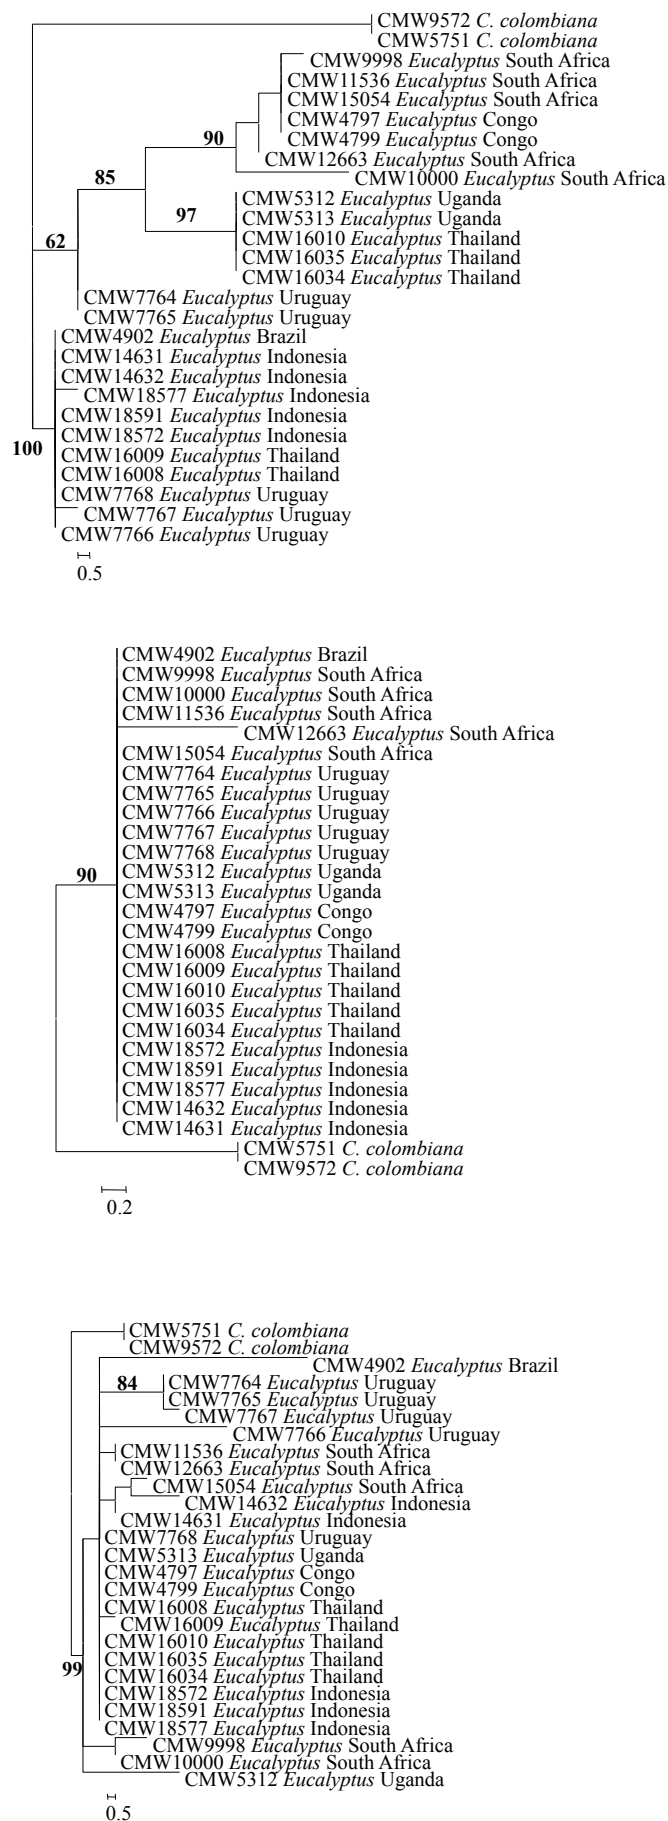 CMW9572 C. colombiana
CMW5751 C. colombiana
CMW9998 Eucalyptus South Africa
CMW11536 Eucalyptus South Africa
CMW15054 Eucalyptus South Africa
CMW4797 Eucalyptus Congo
90
CMW4799 Eucalyptus Congo
CMW12663 Eucalyptus South Africa
CMW10000 Eucalyptus South Africa
85
CMW5312 Eucalyptus Uganda
97
CMW5313 Eucalyptus Uganda
CMW16010 Eucalyptus Thailand
62
CMW16035 Eucalyptus Thailand
CMW16034 Eucalyptus Thailand
CMW7764 Eucalyptus Uruguay
CMW7765 Eucalyptus Uruguay
CMW4902 Eucalyptus Brazil
CMW14631 Eucalyptus Indonesia
CMW14632 Eucalyptus Indonesia
CMW18577 Eucalyptus Indonesia
CMW18591 Eucalyptus Indonesia
CMW18572 Eucalyptus Indonesia
100
CMW16009 Eucalyptus Thailand
CMW16008 Eucalyptus Thailand
CMW7768 Eucalyptus Uruguay
CMW7767 Eucalyptus Uruguay
CMW7766 Eucalyptus Uruguay
0.5
CMW4902 Eucalyptus Brazil
CMW9998 Eucalyptus South Africa
CMW10000 Eucalyptus South Africa
CMW11536 Eucalyptus South Africa
CMW12663 Eucalyptus South Africa
CMW15054 Eucalyptus South Africa
CMW7764 Eucalyptus Uruguay
CMW7765 Eucalyptus Uruguay
CMW7766 Eucalyptus Uruguay
CMW7767 Eucalyptus Uruguay
CMW7768 Eucalyptus Uruguay
90
CMW5312 Eucalyptus Uganda
CMW5313 Eucalyptus Uganda
CMW4797 Eucalyptus Congo
CMW4799 Eucalyptus Congo
CMW16008 Eucalyptus Thailand
CMW16009 Eucalyptus Thailand
CMW16010 Eucalyptus Thailand
CMW16035 Eucalyptus Thailand
CMW16034 Eucalyptus Thailand
CMW18572 Eucalyptus Indonesia
CMW18591 Eucalyptus Indonesia
CMW18577 Eucalyptus Indonesia
CMW14632 Eucalyptus Indonesia
CMW14631 Eucalyptus Indonesia
CMW5751 C. colombiana
CMW9572 C. colombiana
0.2
CMW5751 C. colombiana
CMW9572 C. colombiana
CMW4902 Eucalyptus Brazil
84
CMW7764 Eucalyptus Uruguay
CMW7765 Eucalyptus Uruguay
CMW7767 Eucalyptus Uruguay
CMW7766 Eucalyptus Uruguay
CMW11536 Eucalyptus South Africa
CMW12663 Eucalyptus South Africa
CMW15054 Eucalyptus South Africa
CMW14632 Eucalyptus Indonesia
CMW14631 Eucalyptus Indonesia
CMW7768 Eucalyptus Uruguay
CMW5313 Eucalyptus Uganda
CMW4797 Eucalyptus Congo
CMW4799 Eucalyptus Congo
CMW16008 Eucalyptus Thailand
CMW16009 Eucalyptus Thailand
CMW16010 Eucalyptus Thailand
CMW16035 Eucalyptus Thailand
99
CMW16034 Eucalyptus Thailand
CMW18572 Eucalyptus Indonesia
CMW18591 Eucalyptus Indonesia
CMW18577 Eucalyptus Indonesia
CMW9998 Eucalyptus South Africa
CMW10000 Eucalyptus South Africa
CMW5312 Eucalyptus Uganda
0.5